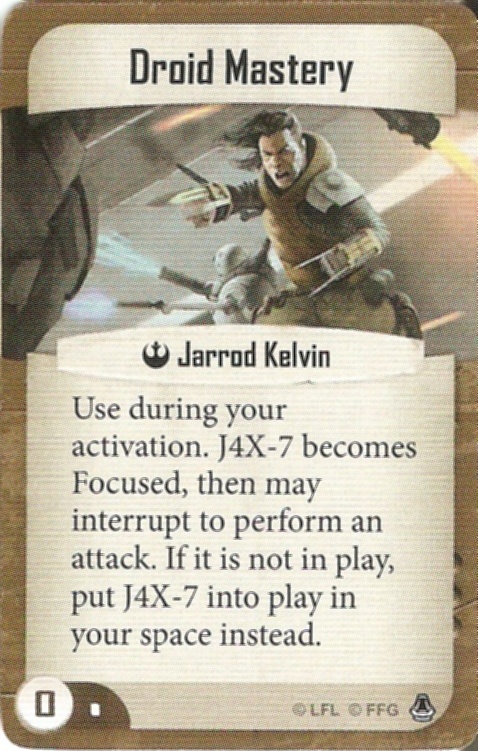 Droid Mastery
Jarrod Kelvin
Use during your
activation. J4X-7 becomes
Focused, then may
interrupt to perform an
attack. If it is not in play,
put J4X-7 into play in
your space instead.
0
© LFL © FFG